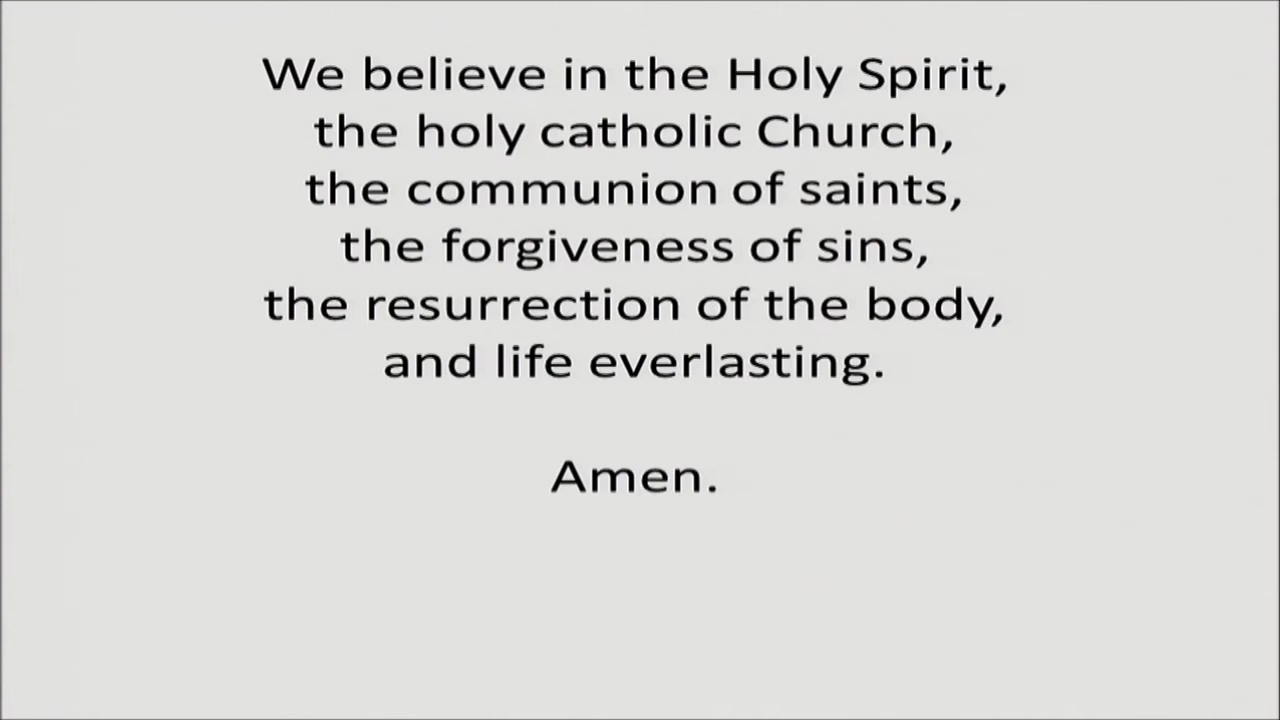 We believe in the Holy Spirit,
the holy catholic Church,
the communion of saints,
the forgiveness of sins,
the resurrection of the body,
and life everlasting.
Amen.